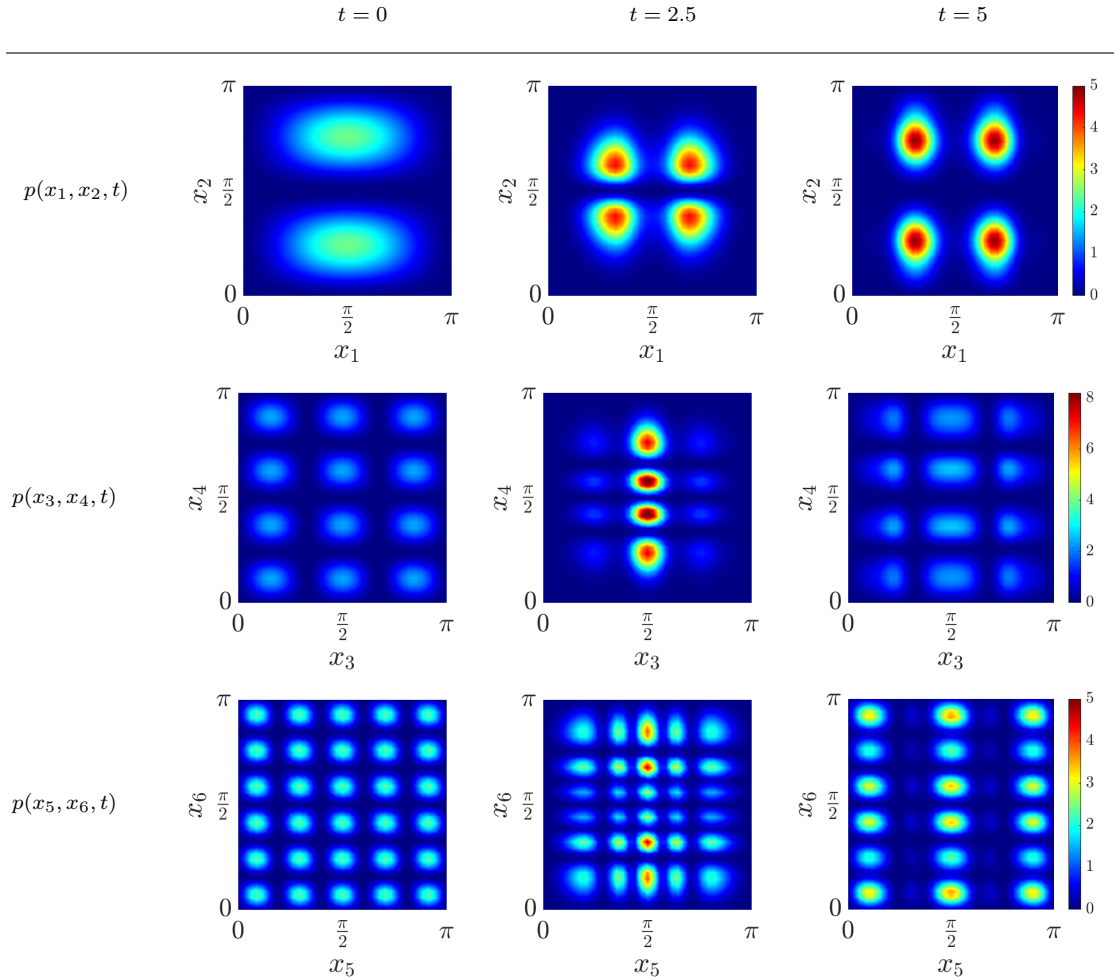 t = 0 t = 2.5 t = 5
p(x₁, x₂, t)
x₂ π π/2 0
0 π/2 π
x₁
x₂ π π/2 0
0 π/2 π
x₁
x₂ π π/2 0
0 π/2 π
x₁
5 4 3 2 1 0
p(x₃, x₄, t)
x₄ π π/2 0
0 π/2 π
x₃
x₄ π π/2 0
0 π/2 π
x₃
x₄ π π/2 0
0 π/2 π
x₃
8 6 4 2 0
p(x₅, x₆, t)
x₆ π π/2 0
0 π/2 π
x₅
x₆ π π/2 0
0 π/2 π
x₅
x₆ π π/2 0
0 π/2 π
x₅
5 4 3 2 1 0